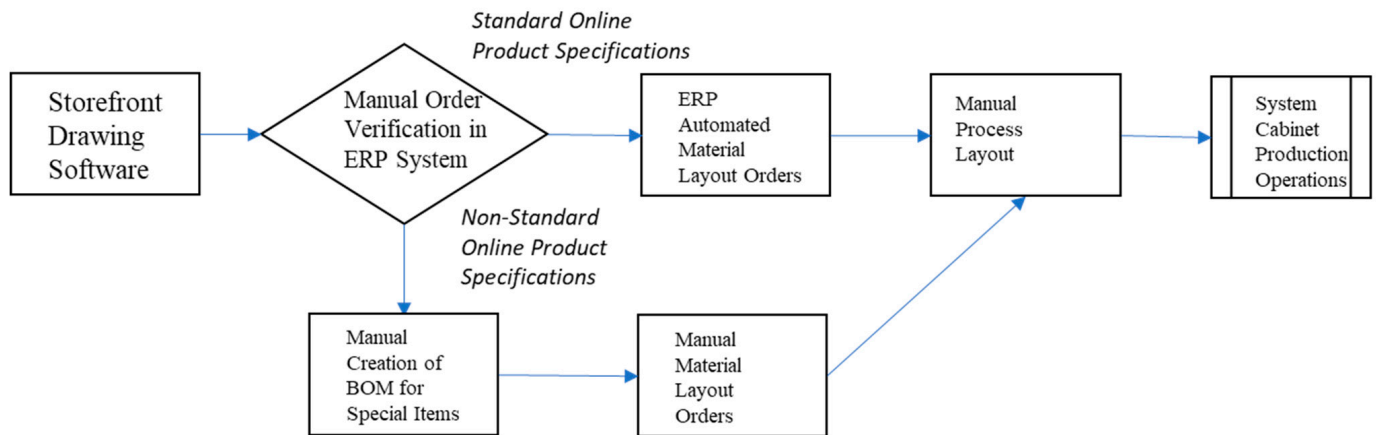 Standard Online
Product Specifications
Storefront
Drawing
Software
Manual Order
Verification in
ERP System
ERP
Automated
Material
Layout Orders
Manual
Process
Layout
System
Cabinet
Production
Operations
Non-Standard
Online Product
Specifications
Manual
Creation of
BOM for
Special Items
Manual
Material
Layout
Orders